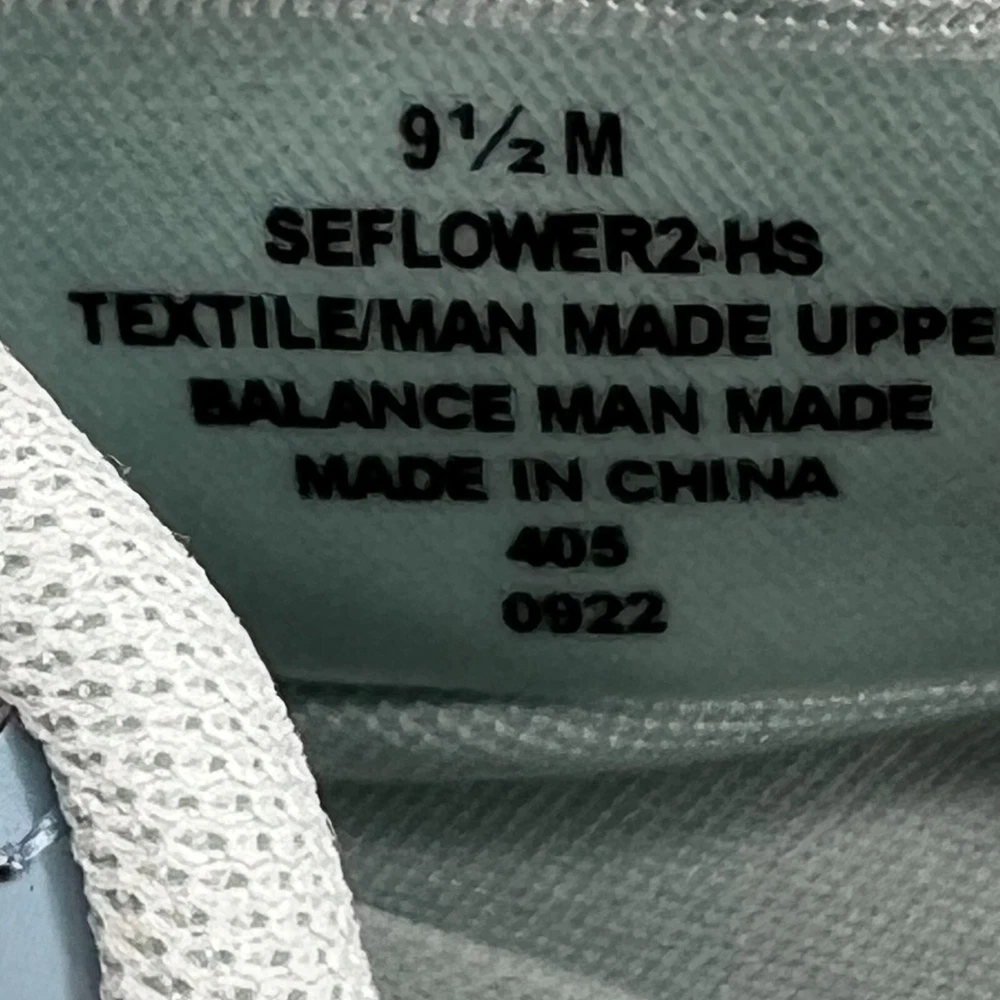 9½ M
SEFLOWER2-HS
TEXTILE/MAN MADE UPPE
BALANCE MAN MADE
MADE IN CHINA
405
0922